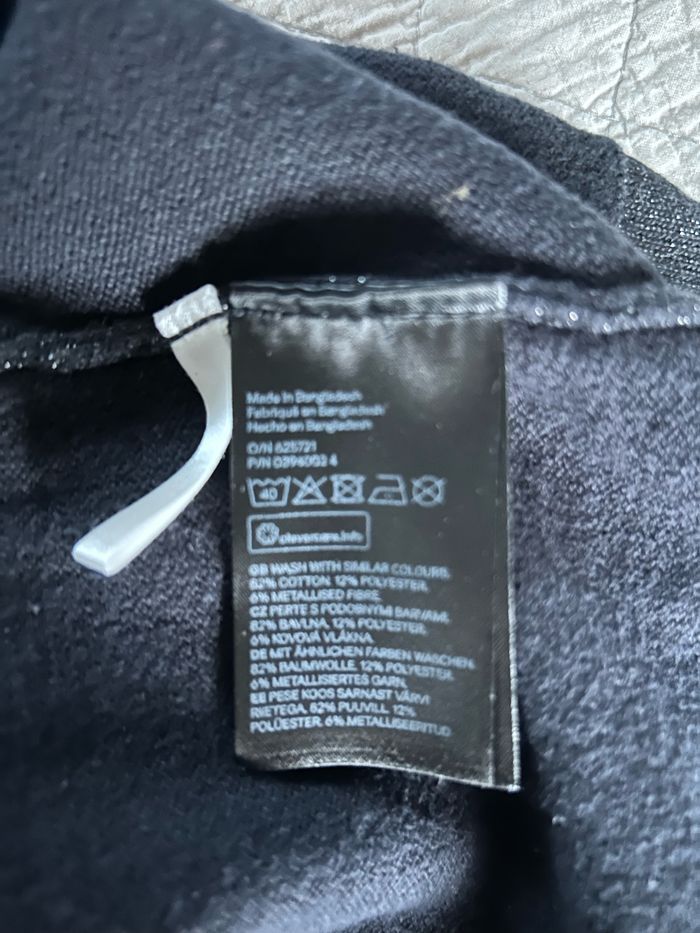 Made in Bangladesh
Fabriqué en Bangladesh
Hecho en Bangladesh
O/N 625721
P/N
40
clevercare.info
GB WASH WITH SIMILAR COLOURS.
82% COTTON. 12% POLYESTER.
6% METALLISED FIBRE.
CZ PERTE S PODOBNÝMI BARVAMI.
82% BAVLNA. 12% POLYESTER.
6% KOVOVÁ VLÁKNA.
DE MIT ÄHNLICHEN FARBEN WASCHEN.
82% BAUMWOLLE. 12% POLYESTER.
6% METALLISIERTES GARN.
EE PESE KOOS SARNAST VÄRVI
RIETEGA. 82% PUUVILL. 12%
POLÜESTER. 6% METALLISEERITUD.